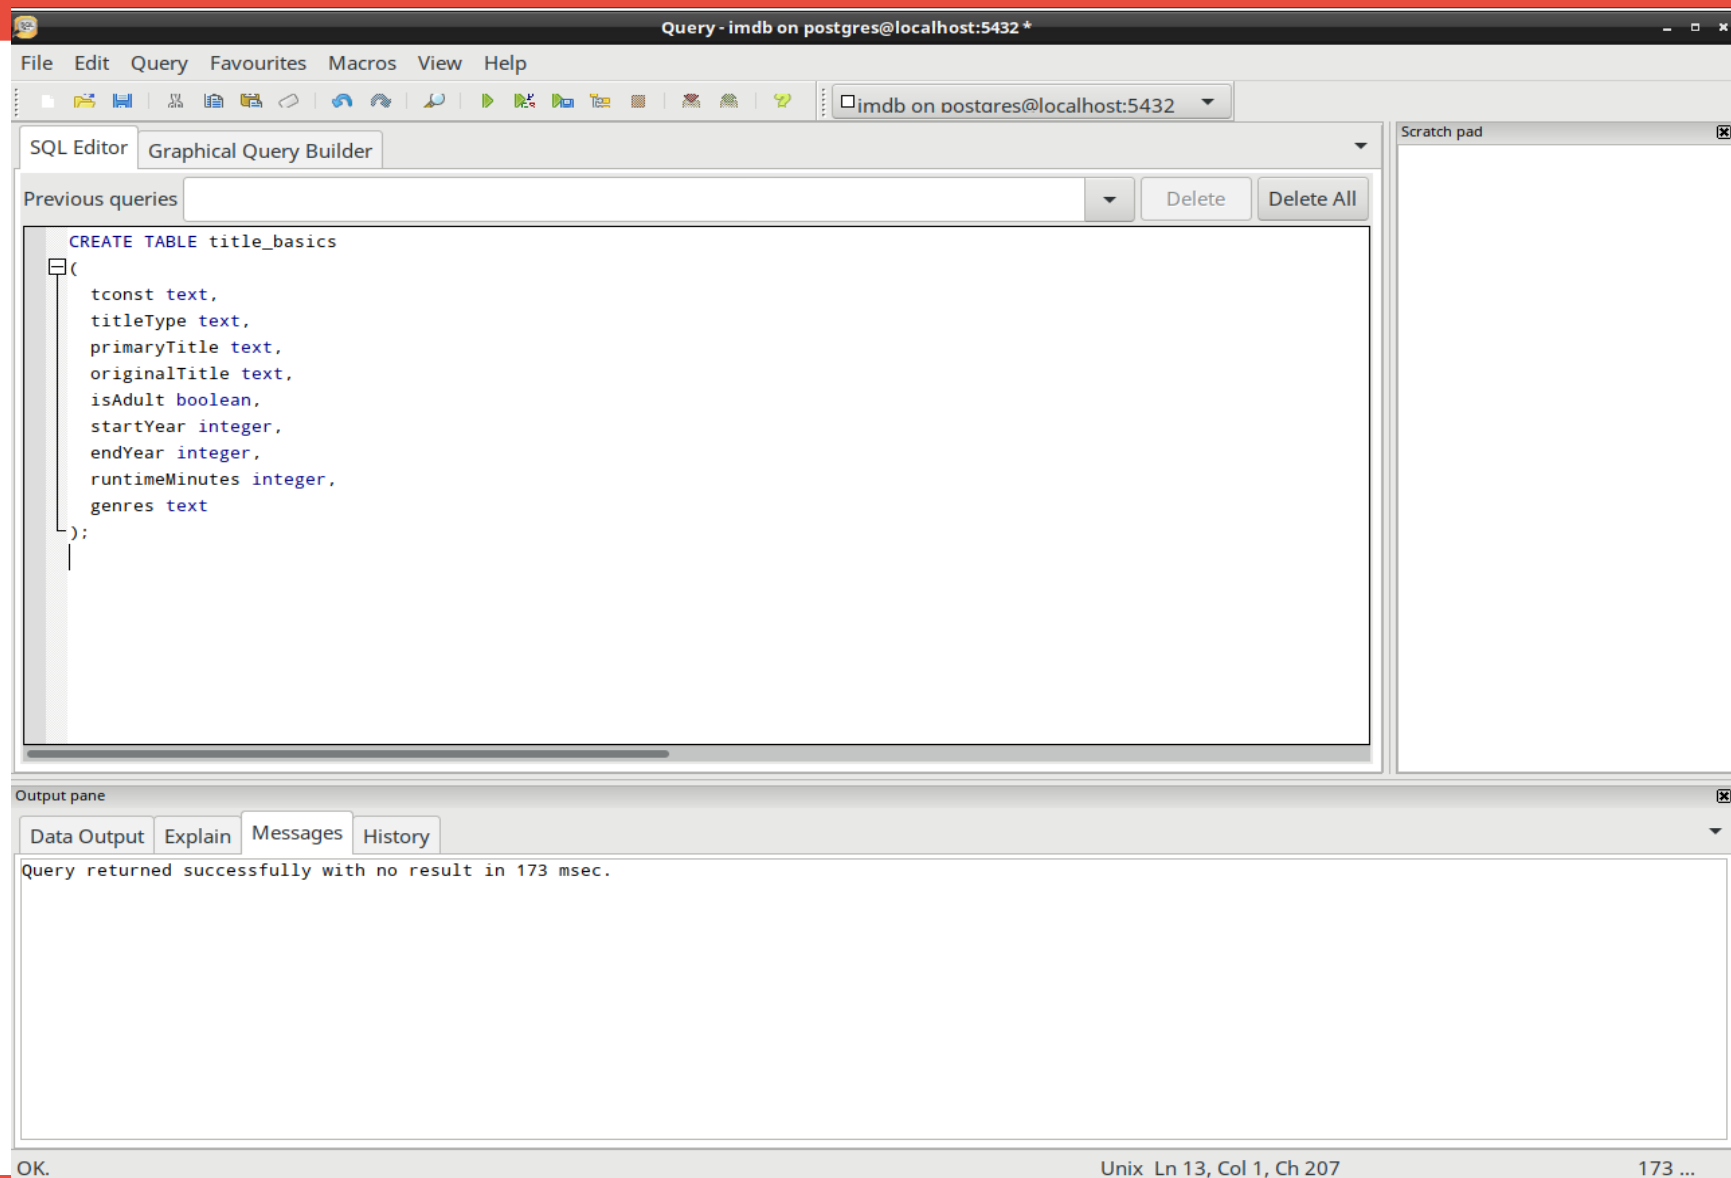 Query - imdb on postgres@localhost:5432 *
File Edit Query Favourites Macros View Help
imdb on postgres@localhost:5432
SQL Editor Graphical Query Builder
Scratch pad
Previous queries Delete Delete All
CREATE TABLE title_basics
(
tconst text,
titleType text,
primaryTitle text,
originalTitle text,
isAdult boolean,
startYear integer,
endYear integer,
runtimeMinutes integer,
genres text
);
Output pane
Data Output Explain Messages History
Query returned successfully with no result in 173 msec.
OK. Unix Ln 13, Col 1, Ch 207 173 ...